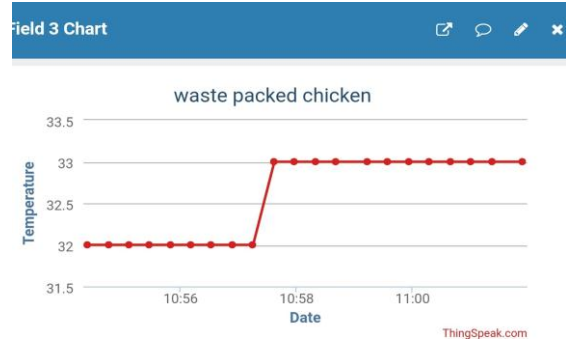 Field 3 Chart
waste packed chicken
33.5
33
32.5
32
31.5
Temperature
10:56 10:58 11:00
Date
ThingSpeak.com